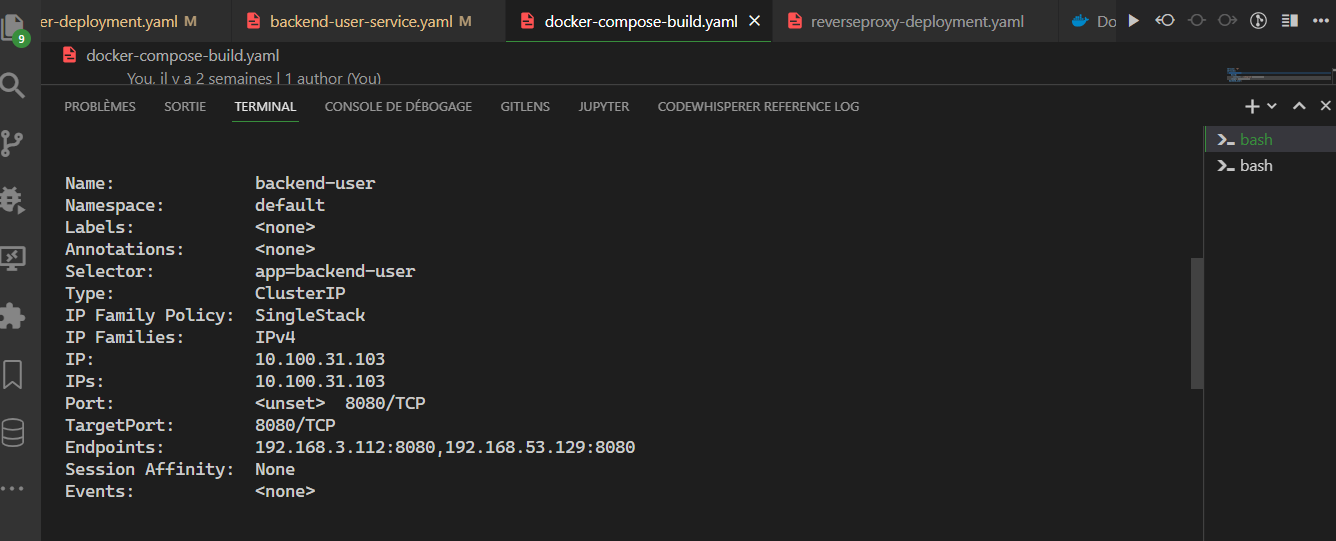 er-deployment.yaml M
backend-user-service.yaml M
docker-compose-build.yaml
reverseproxy-deployment.yaml
Do
9
docker-compose-build.yaml
You, il y a 2 semaines | 1 author (You)
PROBLÈMES SORTIE TERMINAL CONSOLE DE DÉBOGAGE GITLENS JUPYTER CODEWHISPERER REFERENCE LOG
bash
bash
Name: backend-user
Namespace: default
Labels: <none>
Annotations: <none>
Selector: app=backend-user
Type: ClusterIP
IP Family Policy: SingleStack
IP Families: IPv4
IP: 10.100.31.103
IPs: 10.100.31.103
Port: <unset> 8080/TCP
TargetPort: 8080/TCP
Endpoints: 192.168.3.112:8080,192.168.53.129:8080
Session Affinity: None
Events: <none>